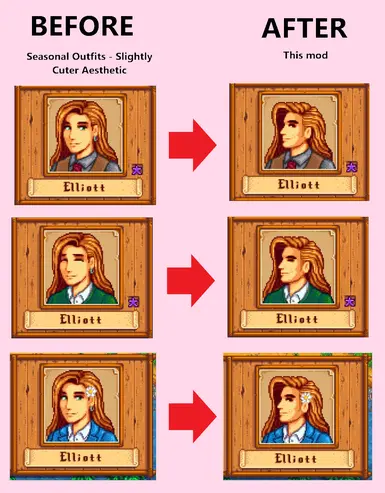 BEFORE
AFTER
Seasonal Outfits - Slightly
Cuter Aesthetic
This mod
Elliott
Elliott
Elliott
Elliott
Elliott
Elliott